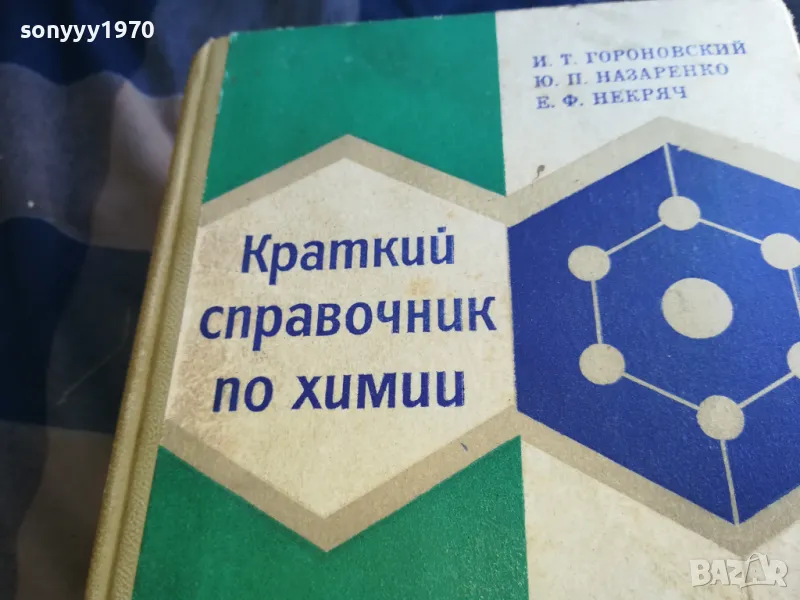 sonyyy1970
И. Т. ГОРОНОВСКИЙ
Ю. П. НАЗАРЕНКО
Е. Ф. НЕКРЯЧ
Краткий
справочник
по химии
BAZAR